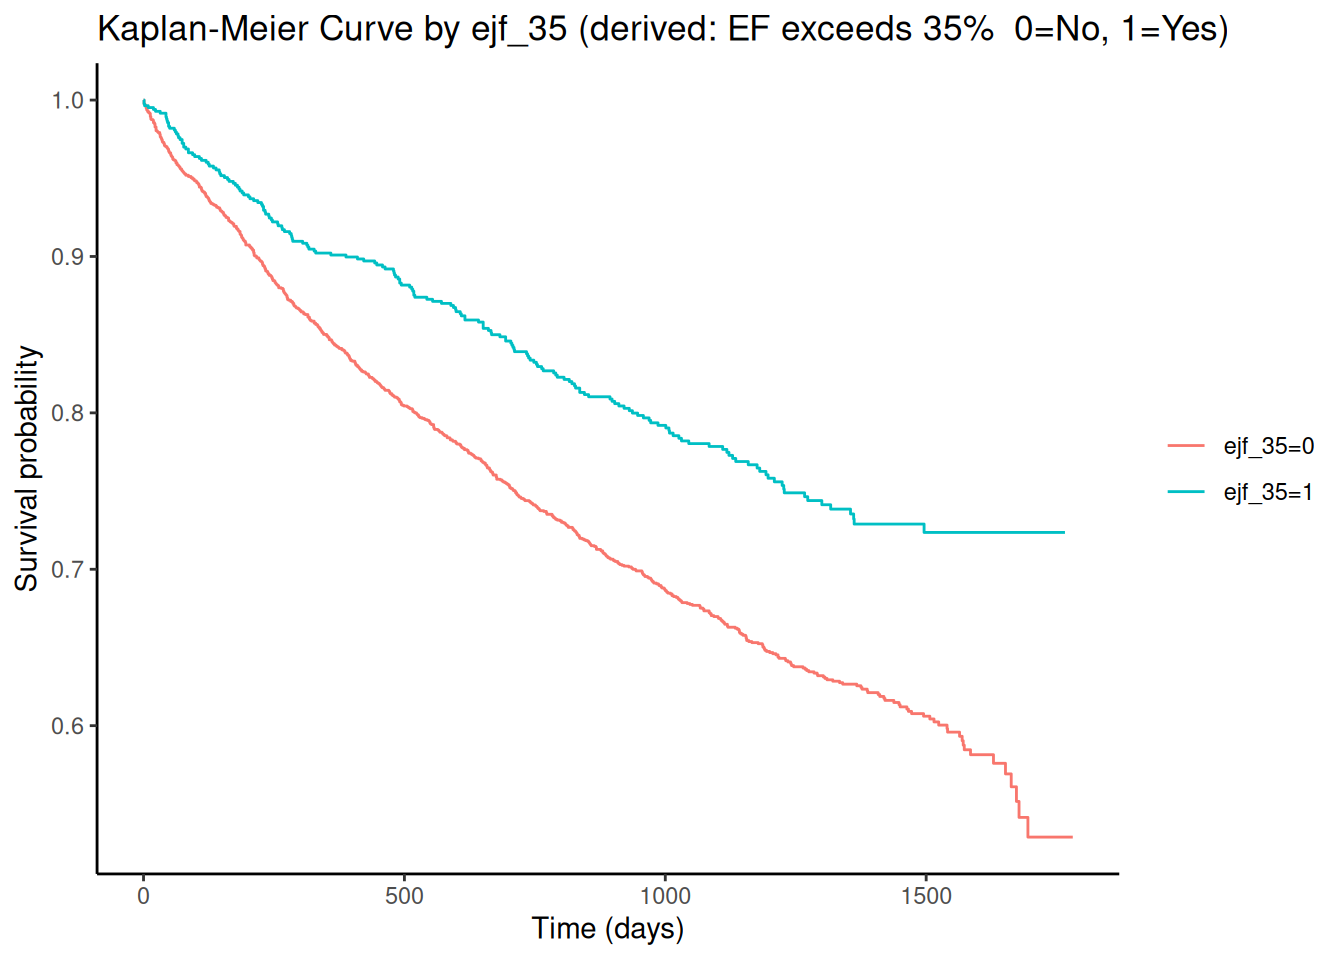 Kaplan-Meier Curve by ejf_35 (derived: EF exceeds 35%  0=No, 1=Yes)
Survival probability
1.0
0.9
0.8
0.7
0.6
0
500
1000
1500
Time (days)
ejf_35=0
ejf_35=1